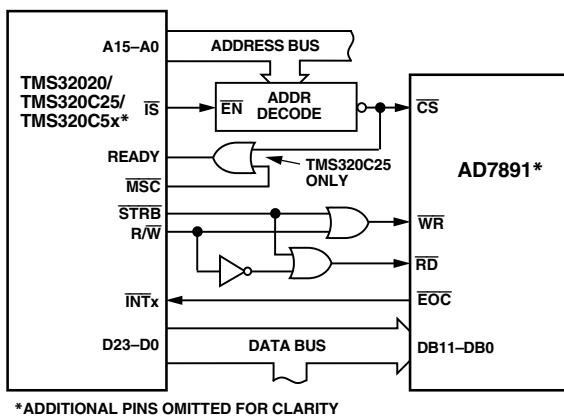 A15–A0
ADDRESS BUS
TMS32020/
TMS320C25/
TMS320C5x*
IS
EN
ADDR
DECODE
CS
READY
TMS320C25
ONLY
AD7891*
MSC
STRB
R/W
WR
RD
INTx
EOC
D23–D0
DATA BUS
DB11–DB0
*ADDITIONAL PINS OMITTED FOR CLARITY